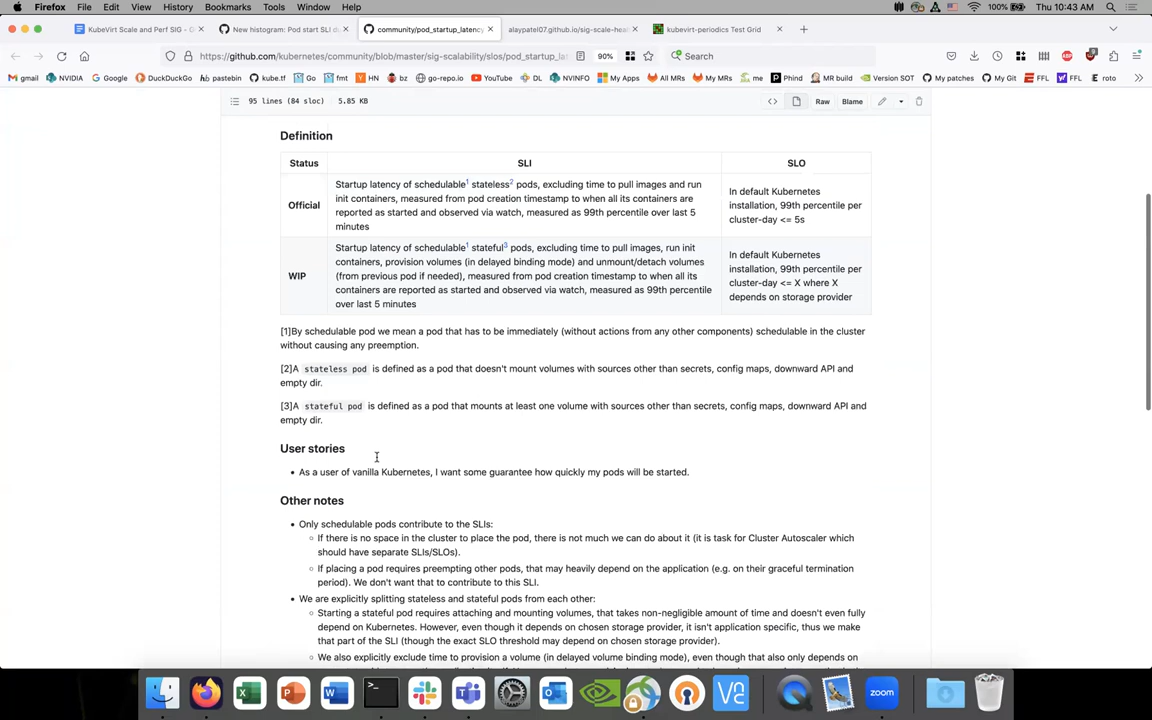 Firefox File Edit View History Bookmarks Tools Window Help 100% Thu Dec 1 10:43 AM
KubeVirt Scale and Perf SIG - G × New histogram: Pod start SLI d × community/pod_startup_latency × alaypatel07.github.io/sig-scale-heal × kubevirt-periodics Test Grid × +
https://github.com/kubernetes/community/blob/master/sig-scalability/slos/pod_startup_la 90% Search
gmail NVIDIA DuckDuckGo pastebin kube.tf Go fmt HN bz go-repo.io YouTube DL NVINFO My Apps All MRs My MRs me Phind MR build Version SOT My patches My Git FFL FFL roto
95 lines (84 sloc) 5.85 KB Raw Blame
Definition
Status SLI SLO
Startup latency of schedulable1 stateless2 pods, excluding time to pull images and run
init containers, measured from pod creation timestamp to when all its containers are
reported as started and observed via watch, measured as 99th percentile over last 5
minutes
Official
In default Kubernetes
installation, 99th percentile per
cluster-day <= 5s
Startup latency of schedulable1 stateful3 pods, excluding time to pull images, run init
containers, provision volumes (in delayed binding mode) and unmount/detach volumes
(from previous pod if needed), measured from pod creation timestamp to when all its
containers are reported as started and observed via watch, measured as 99th percentile
over last 5 minutes
WIP
In default Kubernetes
installation, 99th percentile per
cluster-day <= X where X
depends on storage provider
[1]By schedulable pod we mean a pod that has to be immediately (without actions from any other components) schedulable in the cluster
without causing any preemption.
[2]A stateless pod is defined as a pod that doesn't mount volumes with sources other than secrets, config maps, downward API and
empty dir.
[3]A stateful pod is defined as a pod that mounts at least one volume with sources other than secrets, config maps, downward API and
empty dir.
User stories
• As a user of vanilla Kubernetes, I want some guarantee how quickly my pods will be started.
Other notes
• Only schedulable pods contribute to the SLIs:
◦ If there is no space in the cluster to place the pod, there is not much we can do about it (it is task for Cluster Autoscaler which
should have separate SLIs/SLOs).
◦ If placing a pod requires preempting other pods, that may heavily depend on the application (e.g. on their graceful termination
period). We don't want that to contribute to this SLI.
• We are explicitly splitting stateless and stateful pods from each other:
◦ Starting a stateful pod requires attaching and mounting volumes, that takes non-negligible amount of time and doesn't even fully
depend on Kubernetes. However, even though it depends on chosen storage provider, it isn't application specific, thus we make
that part of the SLI (though the exact SLO threshold may depend on chosen storage provider).
◦ We also explicitly exclude time to provision a volume (in delayed volume binding mode), even though that also only depends on
zoom